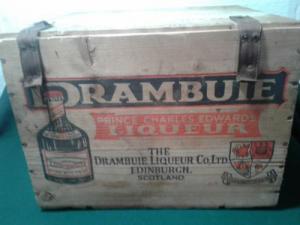 DRAMBUIE
PRINCE CHARLES EDWARD'S
LIQUEUR
THE
DRAMBUIE LIQUEUR CO. LTD.
EDINBURGH.
SCOTLAND